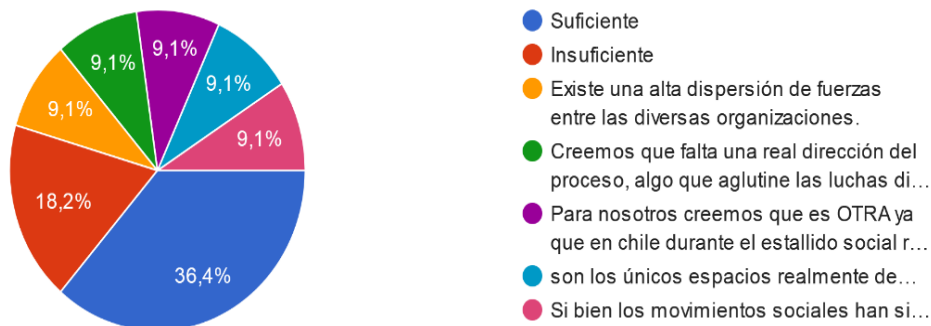 9,1%
9,1%
9,1%
9,1%
9,1%
18,2%
36,4%
Suficiente
Insuficiente
Existe una alta dispersión de fuerzas
entre las diversas organizaciones.
Creemos que falta una real dirección del
proceso, algo que aglutine las luchas di…
Para nosotros creemos que es OTRA ya
que en chile durante el estallido social r…
son los únicos espacios realmente de…
Si bien los movimientos sociales han si…